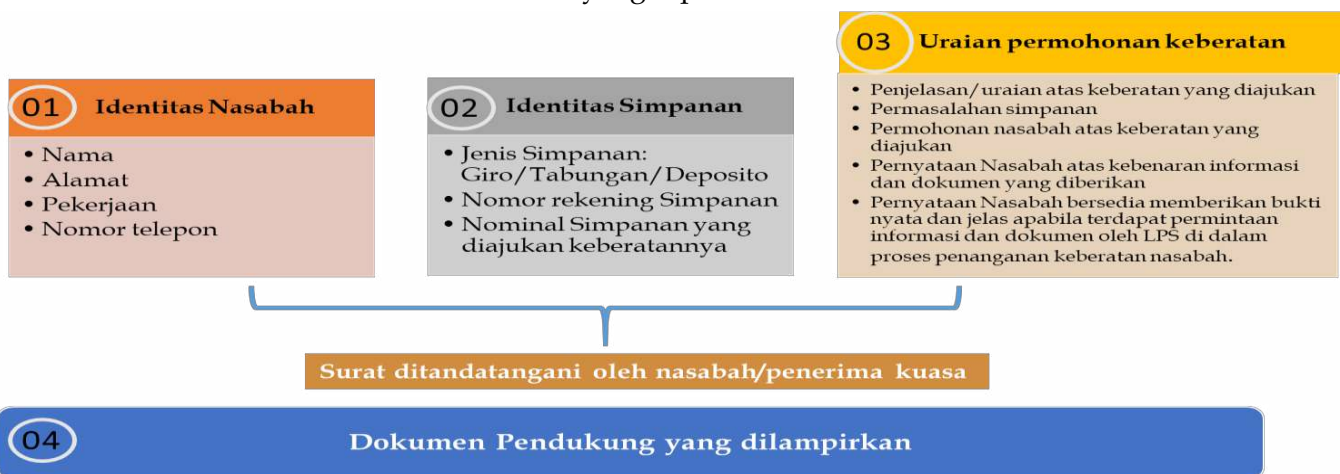 01 Identitas Nasabah
• Nama
• Alamat
• Pekerjaan
• Nomor telepon
02 Identitas Simpanan
• Jenis Simpanan:
Giro/Tabungan/Deposito
• Nomor rekening Simpanan
• Nominal Simpanan yang
diajukan keberatannya
03 Uraian permohonan keberatan
• Penjelasan/uraian atas keberatan yang diajukan
• Permasalahan simpanan
• Permohonan nasabah atas keberatan yang
diajukan
• Pernyataan Nasabah atas kebenaran informasi
dan dokumen yang diberikan
• Pernyataan Nasabah bersedia memberikan bukti
nyata dan jelas apabila terdapat permintaan
informasi dan dokumen oleh LPS di dalam
proses penanganan keberatan nasabah.
Surat ditandatangani oleh nasabah/penerima kuasa
04 Dokumen Pendukung yang dilampirkan